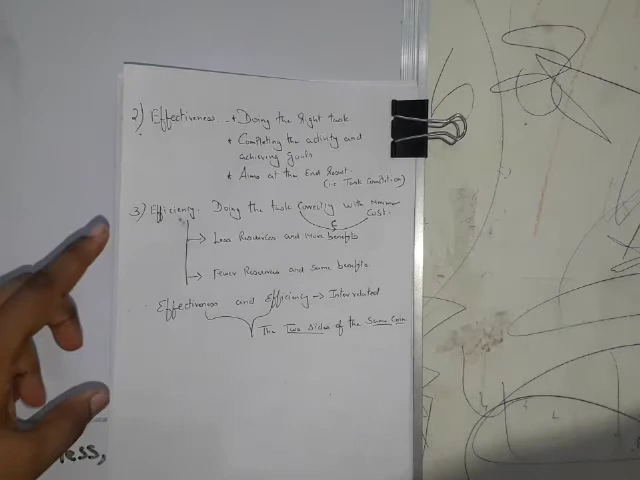 2) Effectiveness - * Doing the Right task
* Completing the activity and
achieving goals
* Aims at the End Result.
(i.e Task Completion)
3) Efficiency - Doing the task correctly with minimum
cost.
&
Less Resources and More benefits
Fewer Resources and same benefits
Effectiveness and Efficiency → Interrelated
The Two sides of the Same Coin
ness,